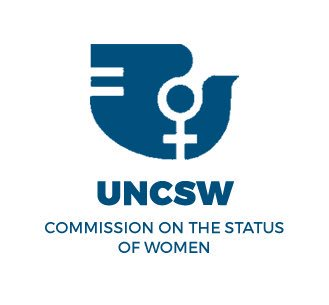 UNCSW
COMMISSION ON THE STATUS
OF WOMEN